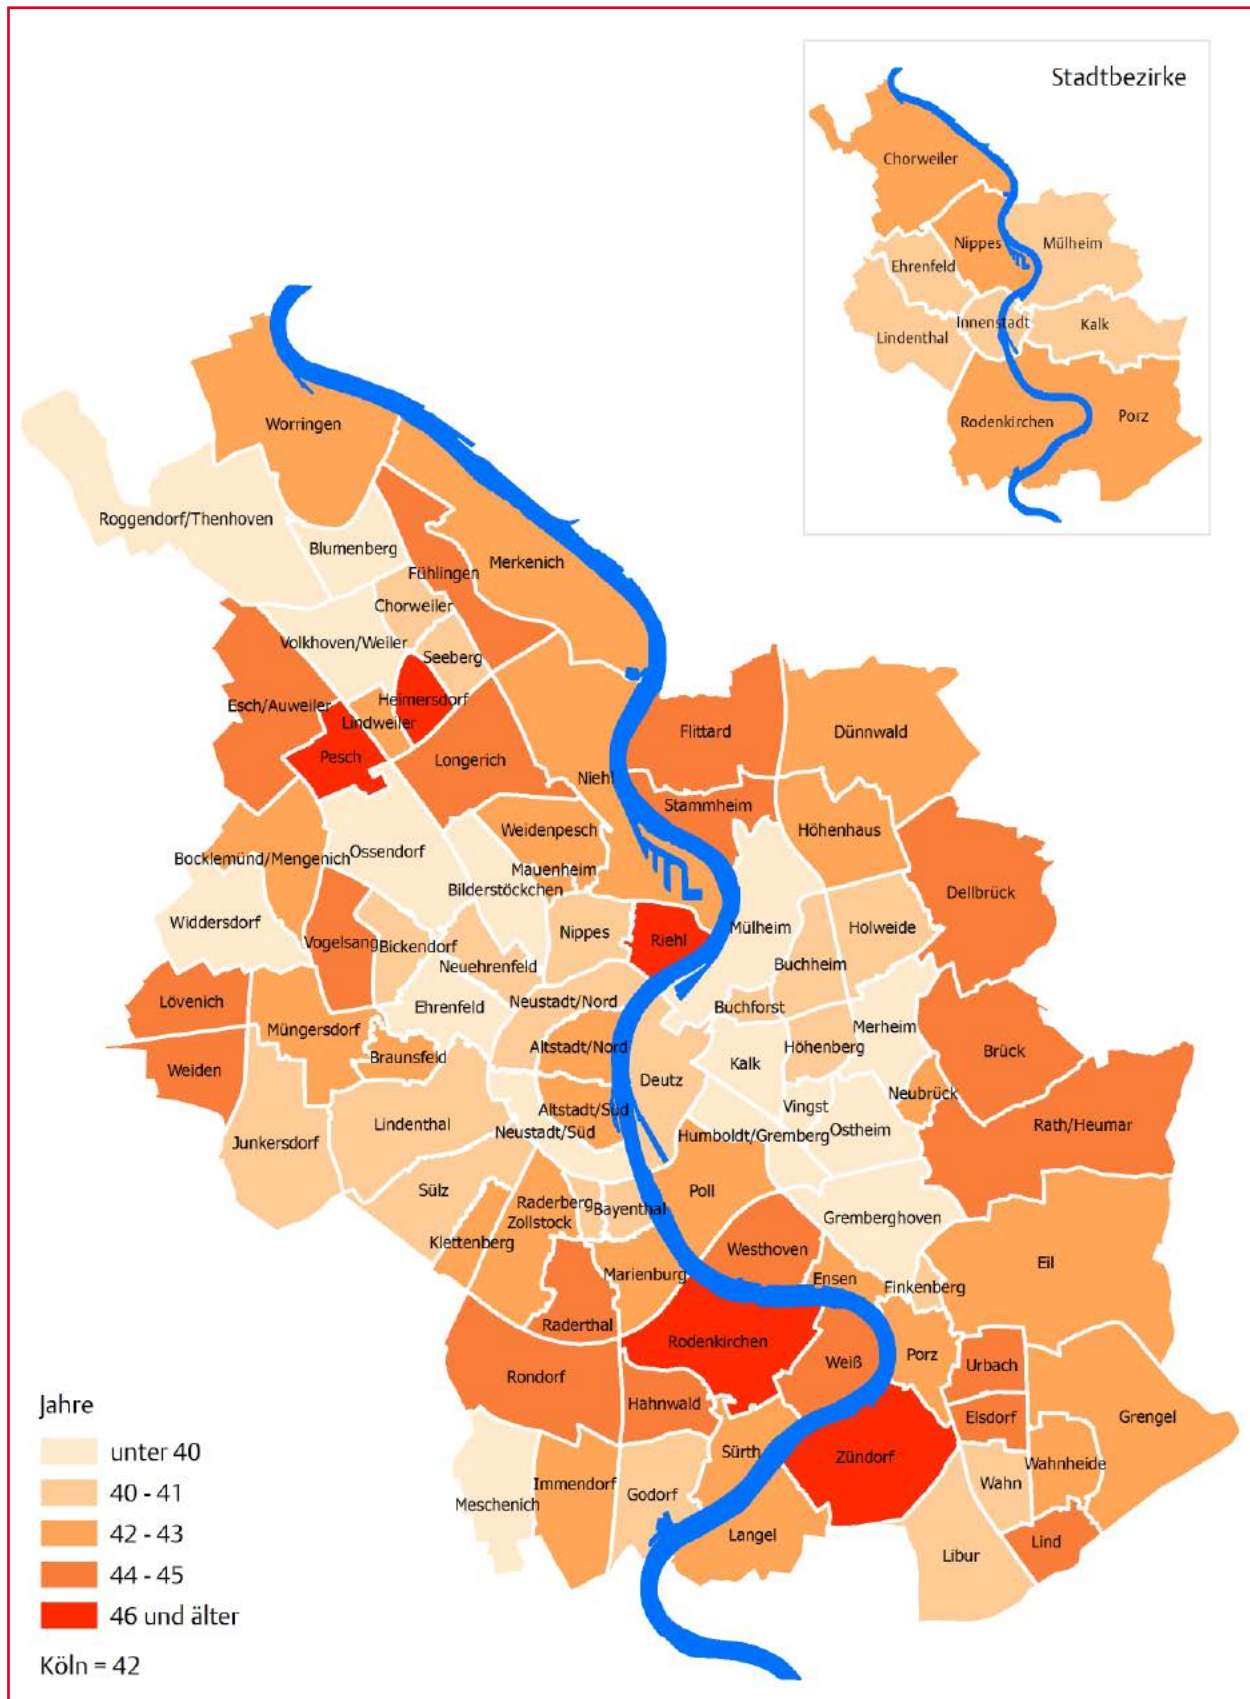 Stadtbezirke
Chorweiler
Nippes
Mülheim
Ehrenfeld
Innenstadt
Kalk
Lindenthal
Rodenkirchen
Porz
Worringen
Roggendorf/Thenhoven
Blumenberg
Merkenich
Fühlingen
Chorweiler
Volkhoven/Weiler
Seeberg
Heimersdorf
Esch/Auweiler
Lindweiler
Pesch
Longerich
Flittard
Dünnwald
Niehl
Stammheim
Weidenpesch
Höhenhaus
Ossendorf
Bocklemünd/Mengenich
Mauenheim
Bilderstöckchen
Dellbrück
Widdersdorf
Mülheim
Holweide
Nippes
Riehl
Vogelsang
Bickendorf
Neuehrenfeld
Buchheim
Lövenich
Ehrenfeld
Neustadt/Nord
Buchforst
Müngersdorf
Merheim
Altstadt/Nord
Höhenberg
Brück
Braunsfeld
Kalk
Weiden
Deutz
Neubrück
Altstadt/Süd
Vingst
Lindenthal
Rath/Heumar
Neustadt/Süd
Humboldt/Gremberg
Ostheim
Junkersdorf
Sülz
Poll
Raderberg
Bayenthal
Zollstock
Gremberghoven
Klettenberg
Westhoven
Eil
Marienburg
Ensen
Finkenberg
Raderthal
Rodenkirchen
Porz
Weiß
Urbach
Rondorf
Hahnwald
Elsdorf
Grengel
Sürth
Zündorf
Wahnheide
Immendorf
Wahn
Godorf
Meschenich
Langel
Lind
Libur
Jahre
unter 40
40 - 41
42 - 43
44 - 45
46 und älter
Köln = 42